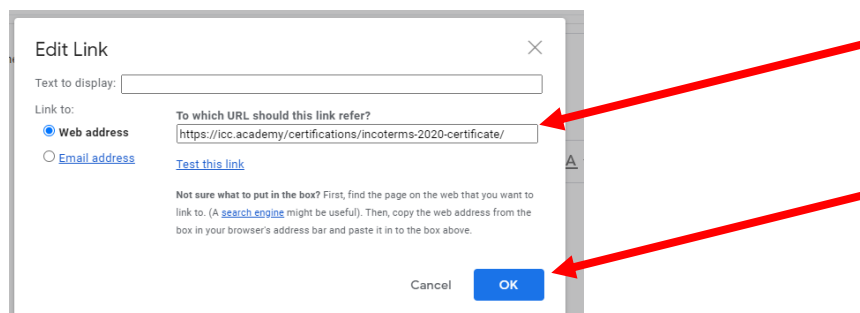 Edit Link
Text to display:
Link to:
Web address
Email address
To which URL should this link refer?
https://icc.academy/certifications/incoterms-2020-certificate/
Test this link
Not sure what to put in the box? First, find the page on the web that you want to
link to. (A search engine might be useful). Then, copy the web address from the
box in your browser's address bar and paste it in to the box above.
Cancel
OK
A